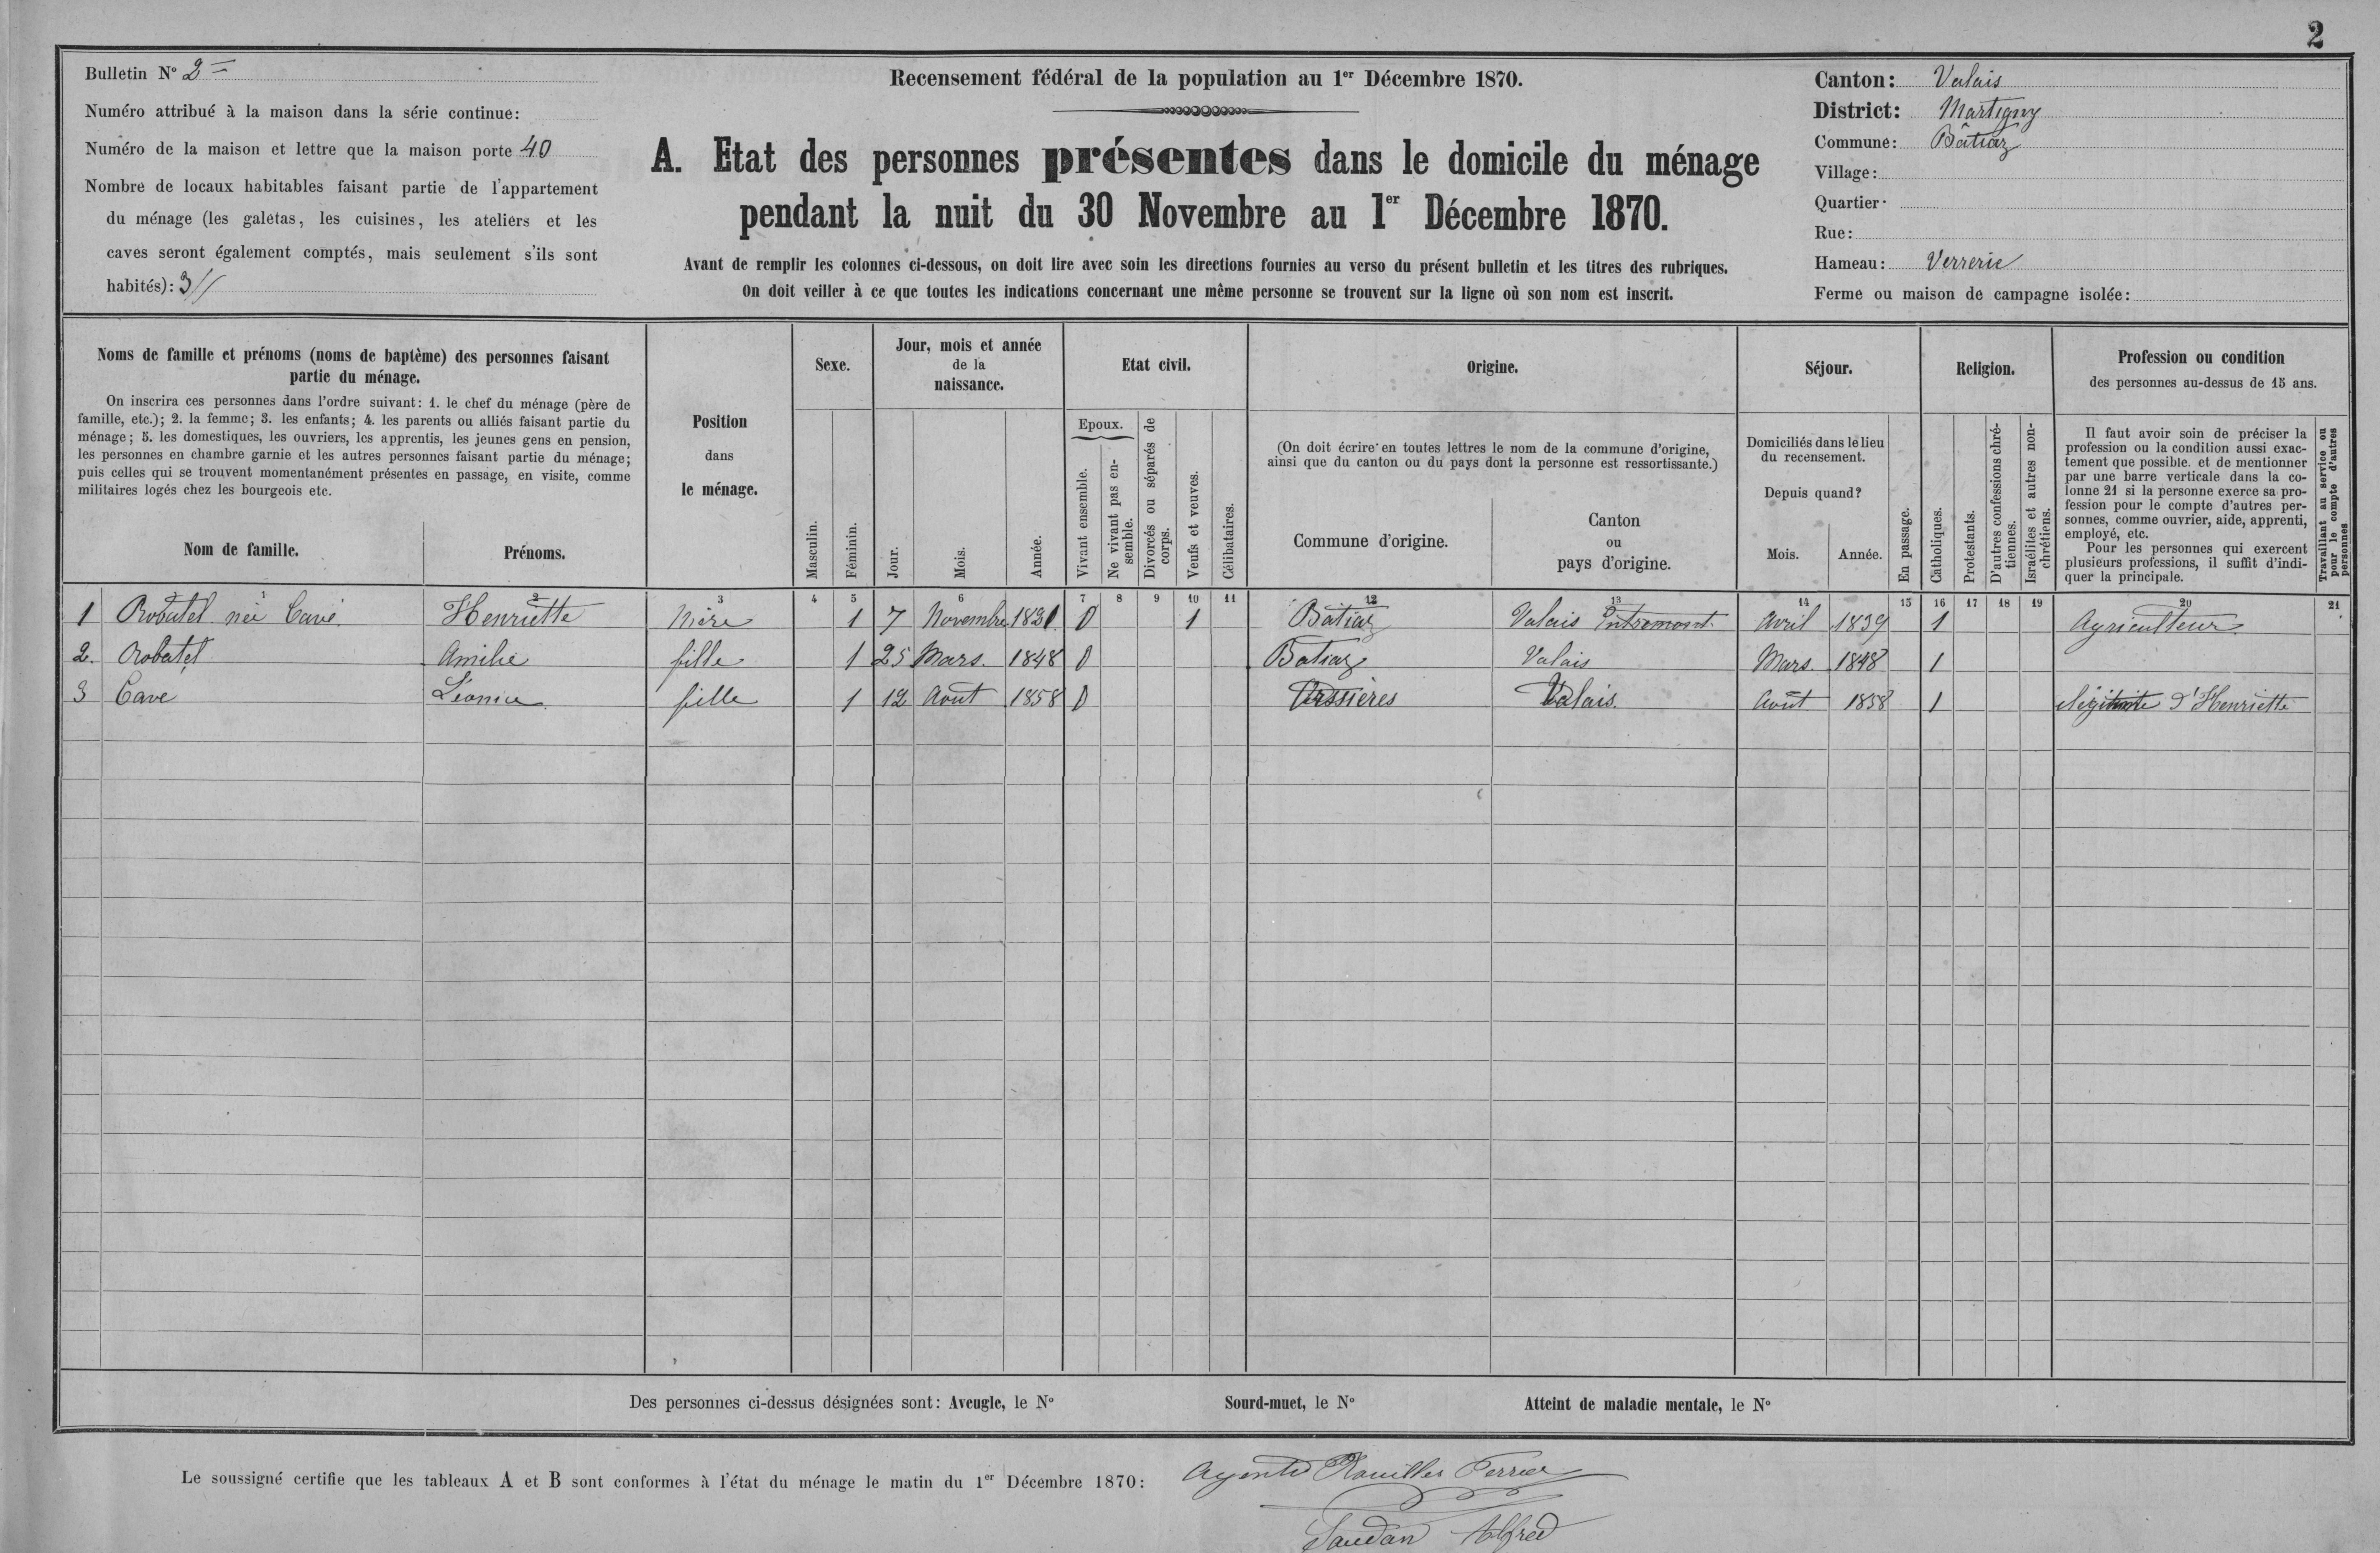 2
Bulletin N° 2
Numéro attribué à la maison dans la série continue:
Numéro de la maison et lettre que la maison porte 40
Nombre de locaux habitables faisant partie de l'appartement
du ménage (les galetas, les cuisines, les ateliers et les
caves seront également comptés, mais seulement s'ils sont
habités): 3//
Recensement fédéral de la population au 1er Décembre 1870.
A. Etat des personnes présentes dans le domicile du ménage
pendant la nuit du 30 Novembre au 1er Décembre 1870.
Avant de remplir les colonnes ci-dessous, on doit lire avec soin les directions fournies au verso du présent bulletin et les titres des rubriques.
On doit veiller à ce que toutes les indications concernant une même personne se trouvent sur la ligne où son nom est inscrit.
Canton: Valais
District: Martigny
Commune: Bâtiaz
Village:
Quartier
Rue:
Hameau: Verrerie
Ferme ou maison de campagne isolée:
Noms de famille et prénoms (noms de baptême) des personnes faisant
partie du ménage.
On inscrira ces personnes dans l'ordre suivant: 1. le chef du ménage (père de
famille, etc.); 2. la femme; 3. les enfants; 4. les parents ou alliés faisant partie du
ménage; 5. les domestiques, les ouvriers, les apprentis, les jeunes gens en pension,
les personnes en chambre garnie et les autres personnes faisant partie du ménage;
puis celles qui se trouvent momentanément présentes en passage, en visite, comme
militaires logés chez les bourgeois etc.
Nom de famille.
Prénoms.
Position
dans
le ménage.
Sexe.
Masculin.
Féminin.
Jour, mois et année
de la
naissance.
Jour.
Mois.
Année.
Etat civil.
Epoux.
Vivant ensemble.
Ne vivant pas en-
semble.
Divorcés ou séparés de
corps.
Veufs et veuves.
Célibataires.
Origine.
(On doit écrire en toutes lettres le nom de la commune d'origine,
ainsi que du canton ou du pays dont la personne est ressortissante.)
Commune d'origine.
Canton
ou
pays d'origine.
Séjour.
Domiciliés dans le lieu
du recensement.
Depuis quand?
Mois.
Année.
En passage.
Religion.
Catholiques.
Protestants.
D'autres confessions chré-
tiennes.
Israélites et autres non-
chrétiens.
Profession ou condition
des personnes au-dessus de 15 ans.
Il faut avoir soin de préciser la
profession ou la condition aussi exac-
tement que possible. et de mentionner
par une barre verticale dans la co-
lonne 21 si la personne exerce sa pro-
fession pour le compte d'autres per-
sonnes, comme ouvrier, aide, apprenti,
employé, etc.
Pour les personnes qui exercent
plusieurs professions, il suffit d'indi-
quer la principale.
Travaillant au service ou
pour le compte d'autres
personnes
1 2 3 4 5 6 7 8 9 10 11 12 13 14 15 16 17 18 19 20 21
1 Robatel née Cavé Henriette Mère 1 7 Novembre 1821 0 1 Bâtiaz Valais Entremont Avril 1839 1 Agriculteur
2. Robatel Amilie fille 1 25 Mars. 1848 0 Batiaz Valais Mars. 1848 1
3 Cave Léonie fille 1 12 Août 1858 0 Orssières Valais. Août 1858 1 d'Henriette
Des personnes ci-dessus désignées sont: Aveugle, le N° Sourd-muet, le N° Atteint de maladie mentale, le N°
Le soussigné certifie que les tableaux A et B sont conformes à l'état du ménage le matin du 1er Décembre 1870:
Rouiller Perrier
Saudan Alfred